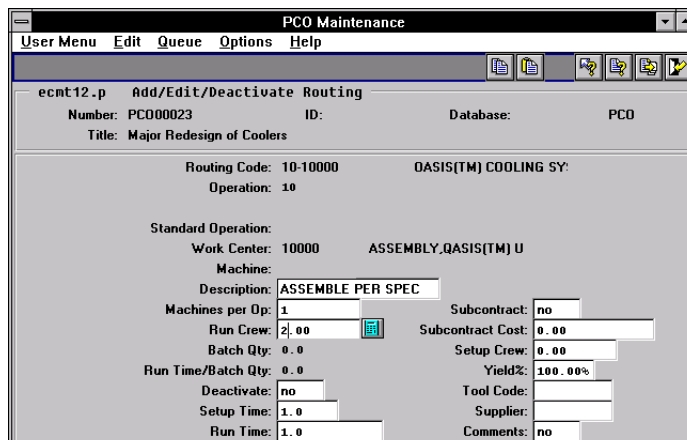 PCO Maintenance
User Menu Edit Queue Options Help
ecmt12.p Add/Edit/Deactivate Routing
Number: PCO00023 ID: Database: PCO
Title: Major Redesign of Coolers
Routing Code: 10-10000 OASIS(TM) COOLING SY
Operation: 10
Standard Operation:
Work Center: 10000 ASSEMBLY,QASIS(TM) U
Machine:
Description: ASSEMBLE PER SPEC
Machines per Op: 1 Subcontract: no
Run Crew: 2.00 Subcontract Cost: 0.00
Batch Qty: 0.0 Setup Crew: 0.00
Run Time/Batch Qty: 0.0 Yield%: 100.00%
Deactivate: no Tool Code:
Setup Time: 1.0 Supplier:
Run Time: 1.0 Comments: no